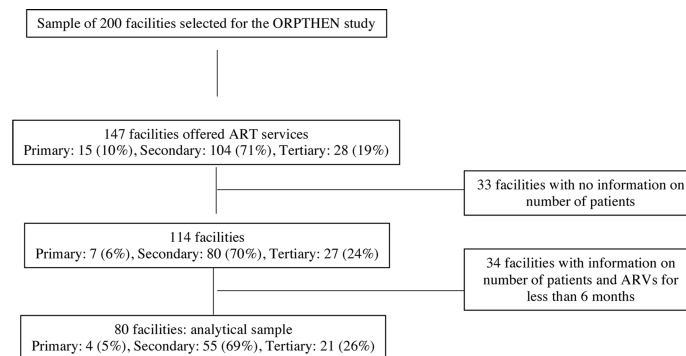 Sample of 200 facilities selected for the ORPTHEN study
147 facilities offered ART services
Primary: 15 (10%), Secondary: 104 (71%), Tertiary: 28 (19%)
33 facilities with no information on
number of patients
114 facilities
Primary: 7 (6%), Secondary: 80 (70%), Tertiary: 27 (24%)
34 facilities with information on
number of patients and ARVs for
less than 6 months
80 facilities: analytical sample
Primary: 4 (5%), Secondary: 55 (69%), Tertiary: 21 (26%)